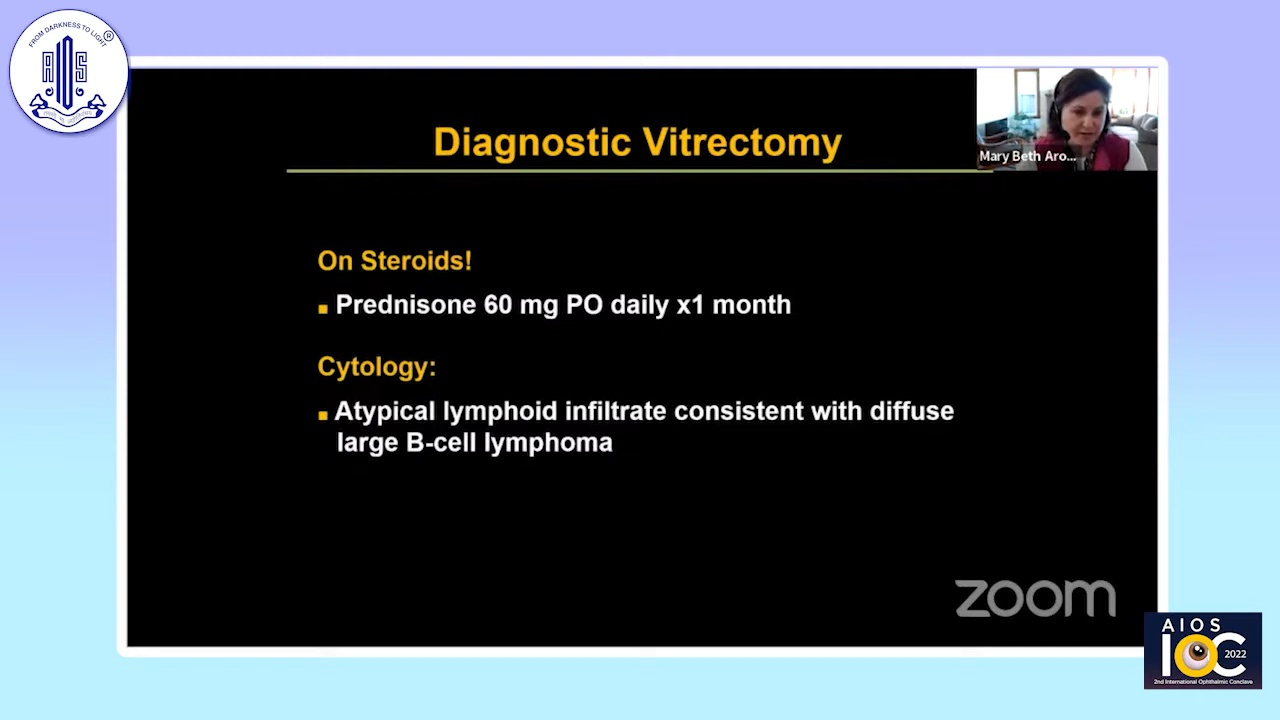 FROM DARKNESS TO LIGHT
®
AIOS
Diagnostic Vitrectomy
Mary Beth Aro...
On Steroids!
■ Prednisone 60 mg PO daily x1 month
Cytology:
■ Atypical lymphoid infiltrate consistent with diffuse
large B-cell lymphoma
zoom
AIOS
IOC 2022
2nd International Ophthalmic Conclave